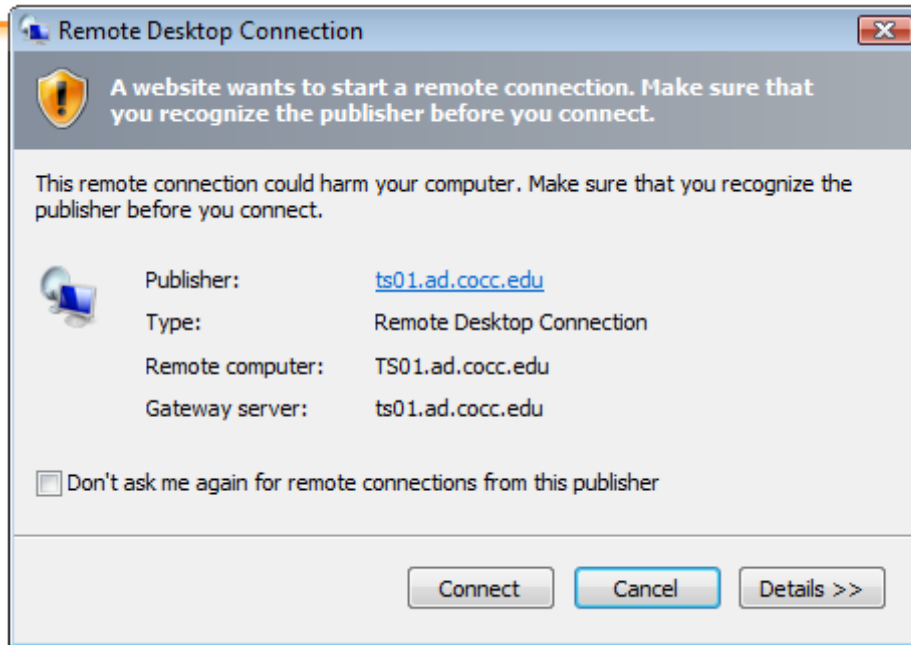 Remote Desktop Connection
A website wants to start a remote connection. Make sure that
you recognize the publisher before you connect.
This remote connection could harm your computer. Make sure that you recognize the
publisher before you connect.
Publisher: ts01.ad.cocc.edu
Type: Remote Desktop Connection
Remote computer: TS01.ad.cocc.edu
Gateway server: ts01.ad.cocc.edu
Don't ask me again for remote connections from this publisher
Connect Cancel Details >>